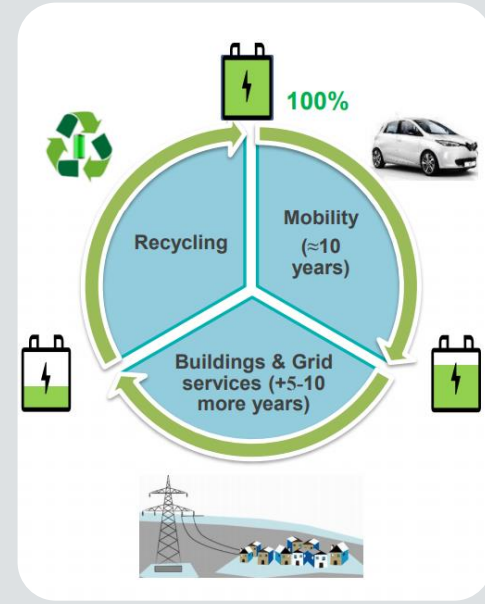 100%
Mobility
(≈10
years)
Recycling
Buildings & Grid
services (+5-10
more years)